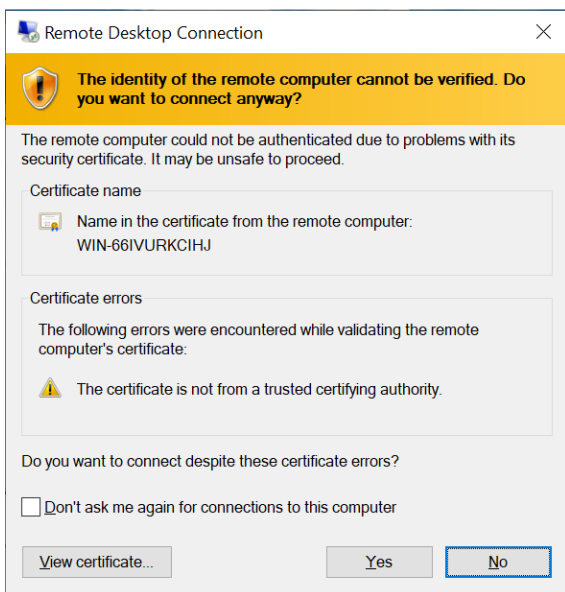 Remote Desktop Connection
The identity of the remote computer cannot be verified. Do
you want to connect anyway?
The remote computer could not be authenticated due to problems with its
security certificate. It may be unsafe to proceed.
Certificate name
Name in the certificate from the remote computer:
WIN-66IVURKCIHJ
Certificate errors
The following errors were encountered while validating the remote
computer's certificate:
The certificate is not from a trusted certifying authority.
Do you want to connect despite these certificate errors?
Don't ask me again for connections to this computer
View certificate...
Yes
No